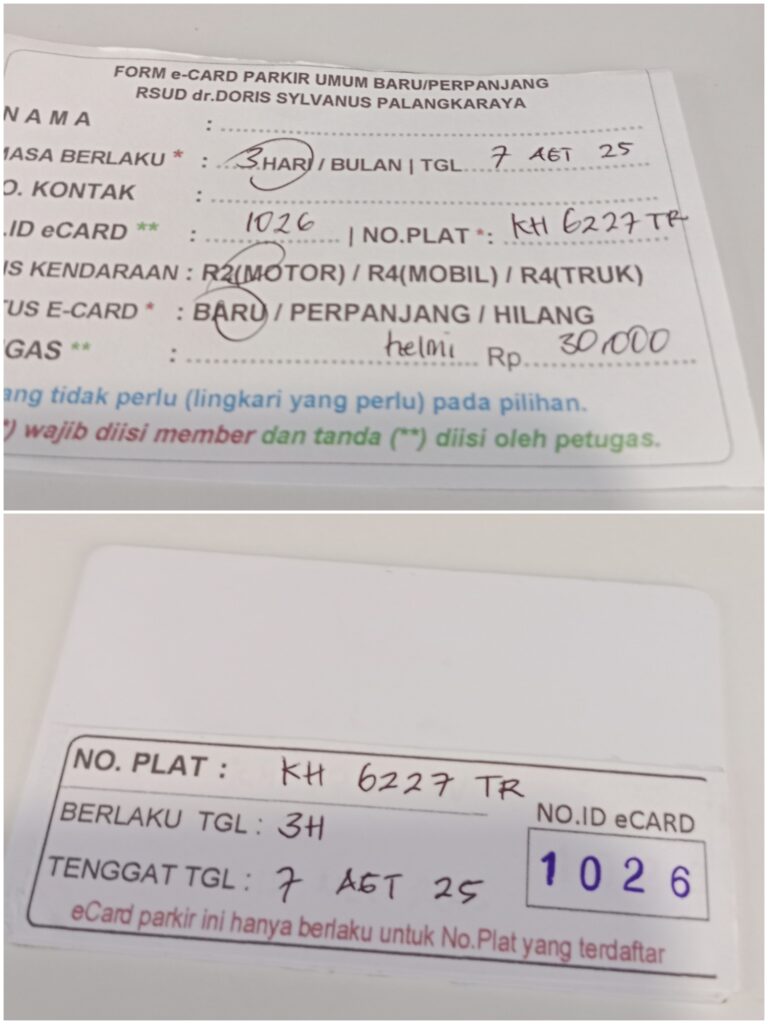 FORM e-CARD PARKIR UMUM BARU/PERPANJANG
RSUD dr.DORIS SYLVANUS PALANGKARAYA
NAMA :
MASA BERLAKU * : 3 HARI / BULAN | TGL 7 AGT 25
O. KONTAK :
.ID eCARD ** : 1026 | NO.PLAT *: KH 6227 TR
IS KENDARAAN : R2(MOTOR) / R4(MOBIL) / R4(TRUK)
TUS E-CARD * : BARU / PERPANJANG / HILANG
GAS ** : helmi Rp 30.000
ang tidak perlu (lingkari yang perlu) pada pilihan.
*) wajib diisi member dan tanda (**) diisi oleh petugas.
NO. PLAT : KH 6227 TR
BERLAKU TGL : 3H
TENGGAT TGL : 7 AGT 25
NO.ID eCARD
1026
eCard parkir ini hanya berlaku untuk No.Plat yang terdaftar